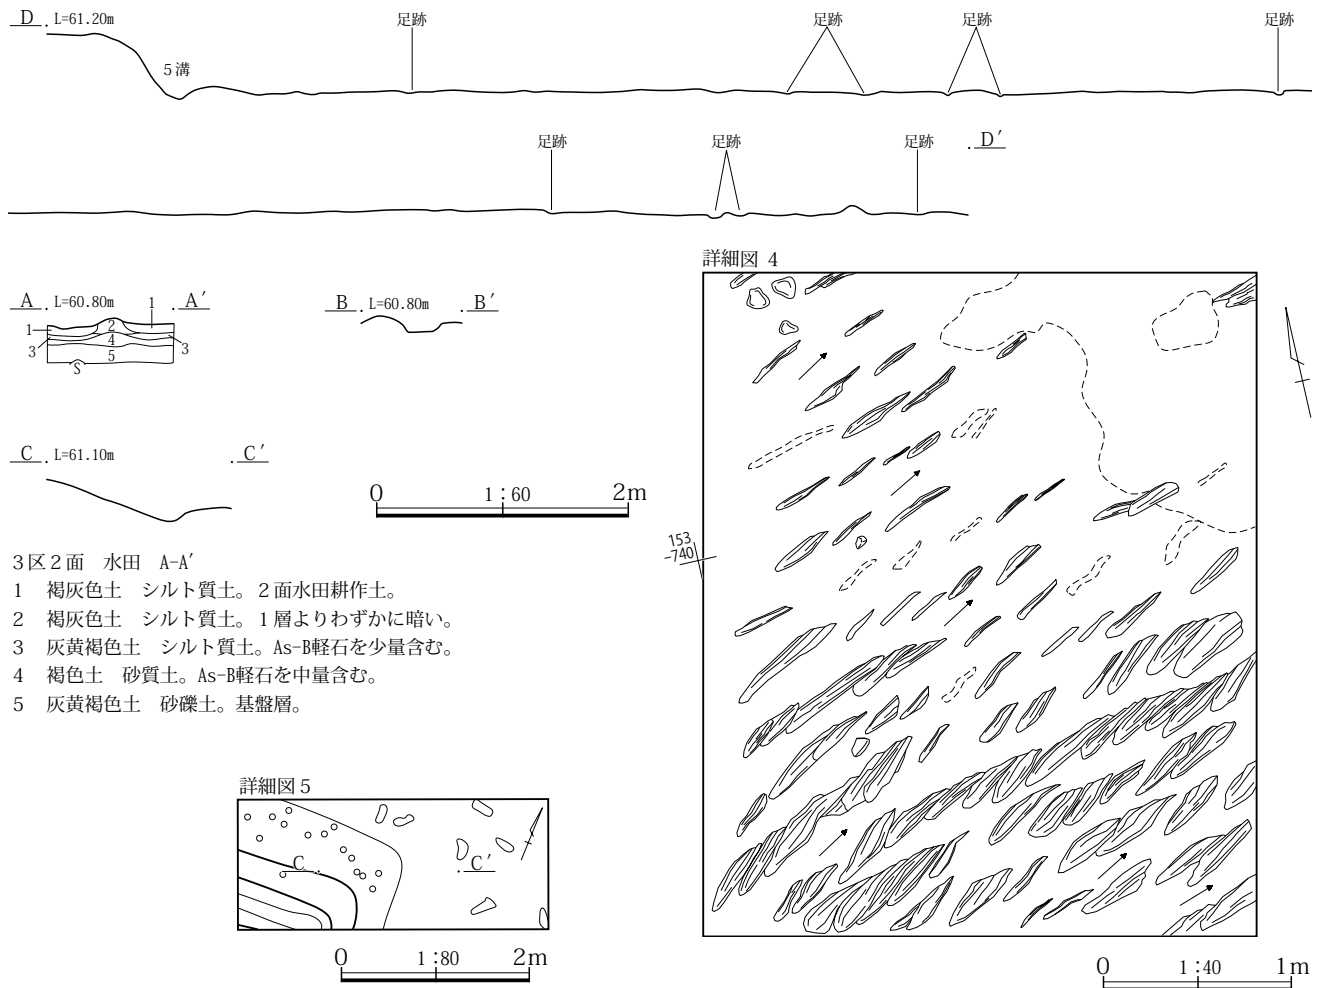 D . L=61.20m 足跡 足跡 足跡 足跡
5溝
足跡 足跡 足跡 . D′
詳細図 4
A . L=60.80m 1 . A′
B . L=60.80m . B′
1 2
3 4 3
5
S
C . L=61.10m . C′
0 1:60 2m
153
-740
3区2面　水田　A-A′
1　褐灰色土　シルト質土。2面水田耕作土。
2　褐灰色土　シルト質土。1層よりわずかに暗い。
3　灰黄褐色土　シルト質土。As-B軽石を少量含む。
4　褐色土　砂質土。As-B軽石を中量含む。
5　灰黄褐色土　砂礫土。基盤層。
詳細図 5
C . . C′
0 1:80 2m
0 1:40 1m